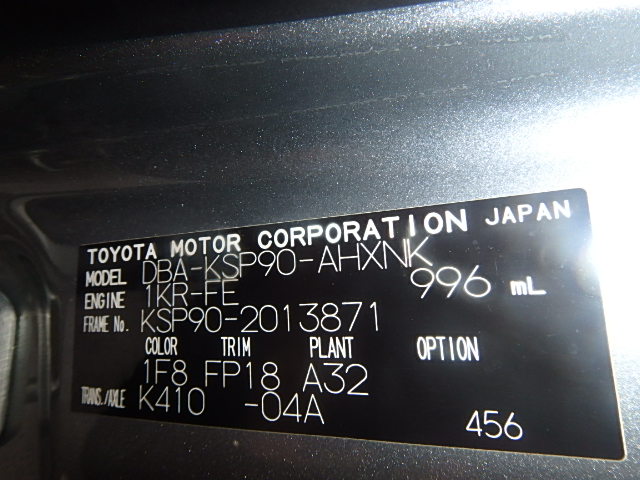 TOYOTA MOTOR CORPORATION JAPAN
MODEL DBA-KSP90-AHXNK
ENGINE 1KR-FE 996 mL
FRAME No. KSP90-2013871
COLOR TRIM PLANT OPTION
1F8 FP18 A32
TRANS./AXLE K410 -04A
456